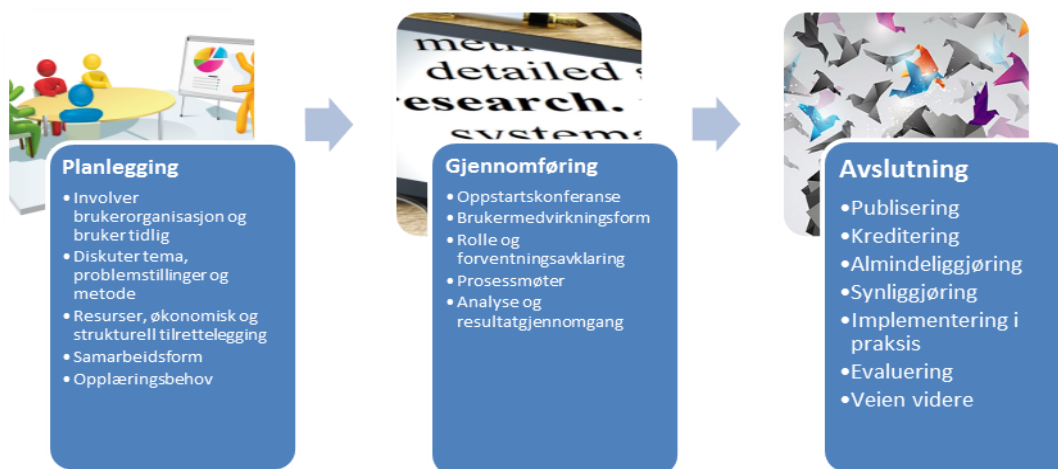 meth
detailed
research.
systems
Planlegging
• Involver
brukerorganisasjon og
bruker tidlig
• Diskuter tema,
problemstillinger og
metode
• Resurser, økonomisk og
strukturell tilrettelegging
• Samarbeidsform
• Opplæringsbehov
Gjennomføring
• Oppstartskonferanse
• Brukermedvirkningsform
• Rolle og
forventningsavklaring
• Prosessmøter
• Analyse og
resultatgjennomgang
Avslutning
•Publisering
•Kreditering
•Almindeliggjøring
•Synliggjøring
•Implementering i
praksis
•Evaluering
•Veien videre